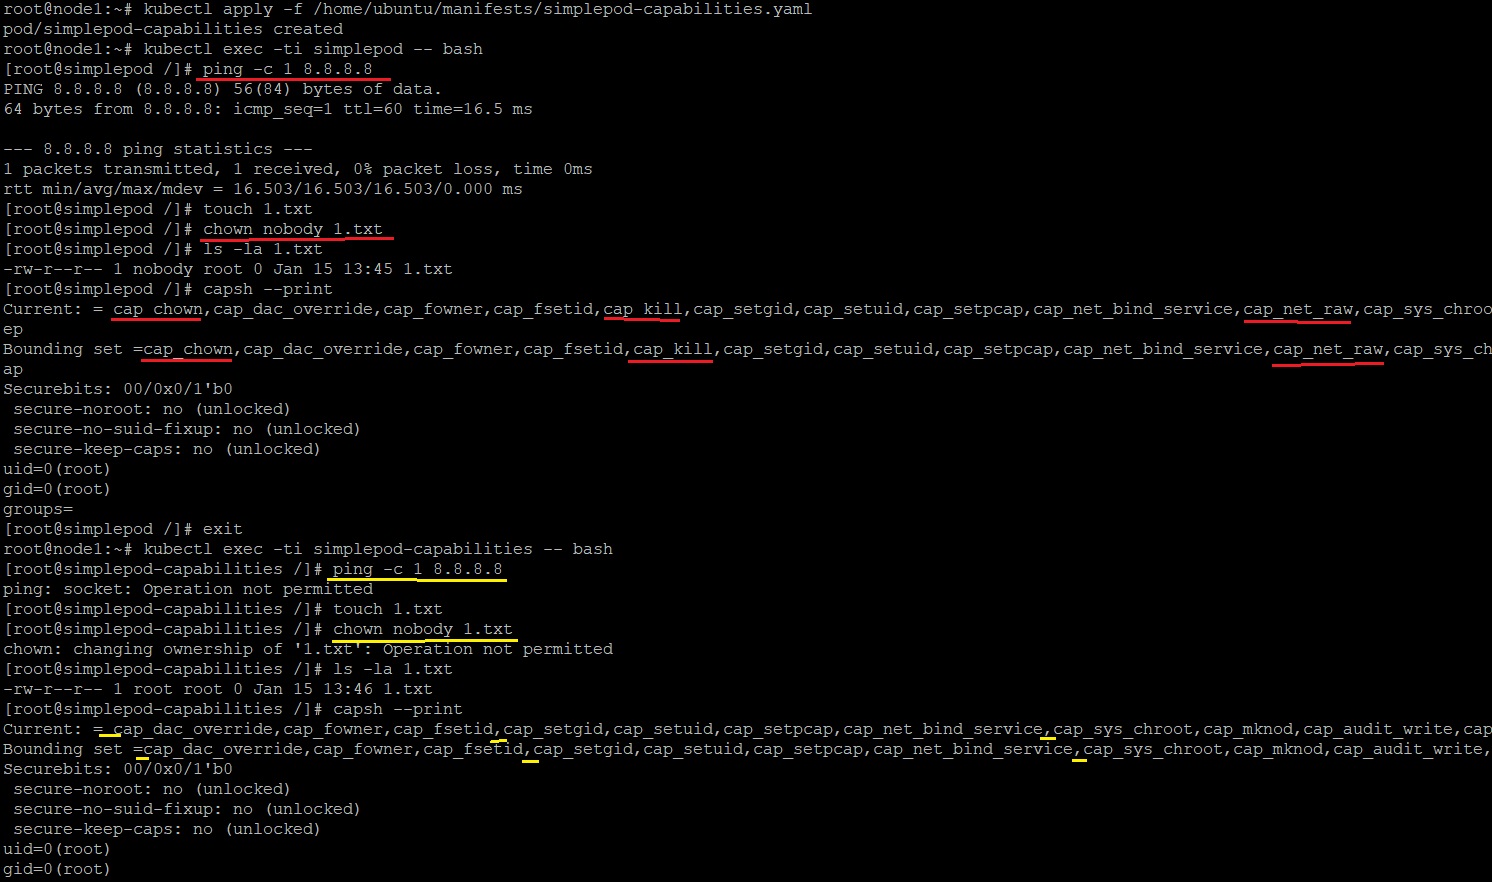 root@node1:~# kubectl apply -f /home/ubuntu/manifests/simplepod-capabilities.yaml
pod/simplepod-capabilities created
root@node1:~# kubectl exec -ti simplepod -- bash
[root@simplepod /]# ping -c 1 8.8.8.8
PING 8.8.8.8 (8.8.8.8) 56(84) bytes of data.
64 bytes from 8.8.8.8: icmp_seq=1 ttl=60 time=16.5 ms
--- 8.8.8.8 ping statistics ---
1 packets transmitted, 1 received, 0% packet loss, time 0ms
rtt min/avg/max/mdev = 16.503/16.503/16.503/0.000 ms
[root@simplepod /]# touch 1.txt
[root@simplepod /]# chown nobody 1.txt
[root@simplepod /]# ls -la 1.txt
-rw-r--r-- 1 nobody root 0 Jan 15 13:45 1.txt
[root@simplepod /]# capsh --print
Current: = cap_chown,cap_dac_override,cap_fowner,cap_fsetid,cap_kill,cap_setgid,cap_setuid,cap_setpcap,cap_net_bind_service,cap_net_raw,cap_sys_chroo
ep
Bounding set =cap_chown,cap_dac_override,cap_fowner,cap_fsetid,cap_kill,cap_setgid,cap_setuid,cap_setpcap,cap_net_bind_service,cap_net_raw,cap_sys_ch
ap
Securebits: 00/0x0/1'b0
 secure-noroot: no (unlocked)
 secure-no-suid-fixup: no (unlocked)
 secure-keep-caps: no (unlocked)
uid=0(root)
gid=0(root)
groups=
[root@simplepod /]# exit
root@node1:~# kubectl exec -ti simplepod-capabilities -- bash
[root@simplepod-capabilities /]# ping -c 1 8.8.8.8
ping: socket: Operation not permitted
[root@simplepod-capabilities /]# touch 1.txt
[root@simplepod-capabilities /]# chown nobody 1.txt
chown: changing ownership of '1.txt': Operation not permitted
[root@simplepod-capabilities /]# ls -la 1.txt
-rw-r--r-- 1 root root 0 Jan 15 13:46 1.txt
[root@simplepod-capabilities /]# capsh --print
Current: = cap_dac_override,cap_fowner,cap_fsetid,cap_setgid,cap_setuid,cap_setpcap,cap_net_bind_service,cap_sys_chroot,cap_mknod,cap_audit_write,cap
Bounding set =cap_dac_override,cap_fowner,cap_fsetid,cap_setgid,cap_setuid,cap_setpcap,cap_net_bind_service,cap_sys_chroot,cap_mknod,cap_audit_write,
Securebits: 00/0x0/1'b0
 secure-noroot: no (unlocked)
 secure-no-suid-fixup: no (unlocked)
 secure-keep-caps: no (unlocked)
uid=0(root)
gid=0(root)